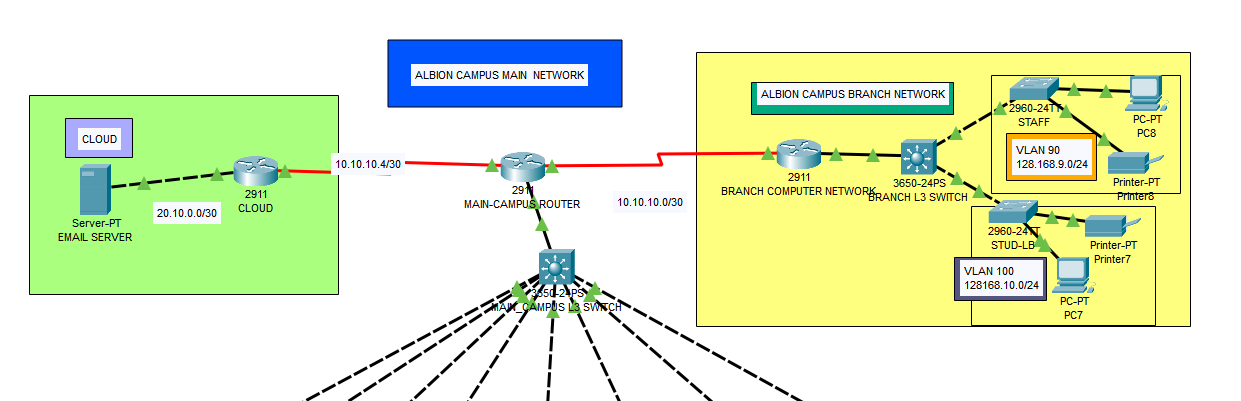 ALBION CAMPUS MAIN NETWORK
CLOUD
Server-PT
EMAIL SERVER
20.10.0.0/30
2911
CLOUD
10.10.10.4/30
2911
MAIN-CAMPUS ROUTER
10.10.10.0/30
3650-24PS
MAIN_CAMPUS L3 SWITCH
ALBION CAMPUS BRANCH NETWORK
2911
BRANCH COMPUTER NETWORK
3650-24PS
BRANCH L3 SWITCH
2960-24TT
STAFF
PC-PT
PC8
VLAN 90
128.168.9.0/24
Printer-PT
Printer8
2960-24TT
STUD-LB
Printer-PT
Printer7
VLAN 100
128168.10.0/24
PC-PT
PC7